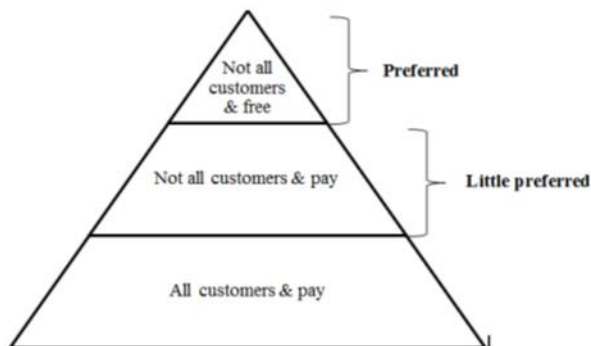 Not all
customers
& free
Preferred
Not all customers & pay
Little preferred
All customers & pay